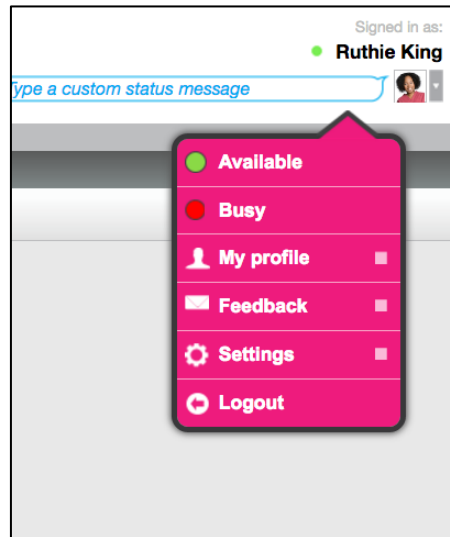 Signed in as:
Ruthie King
Type a custom status message
Available
Busy
My profile
Feedback
Settings
Logout